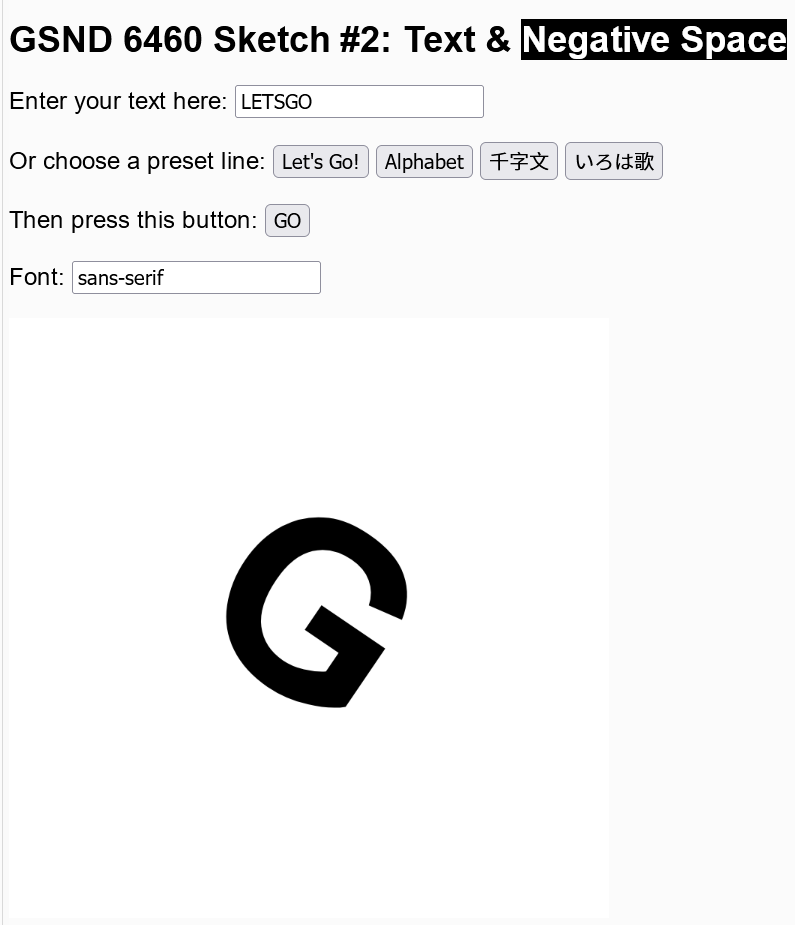 GSND 6460 Sketch #2: Text & Negative Space
Enter your text here: LETSGO
Or choose a preset line: Let's Go! Alphabet 千字文 いろは歌
Then press this button: GO
Font: sans-serif
G